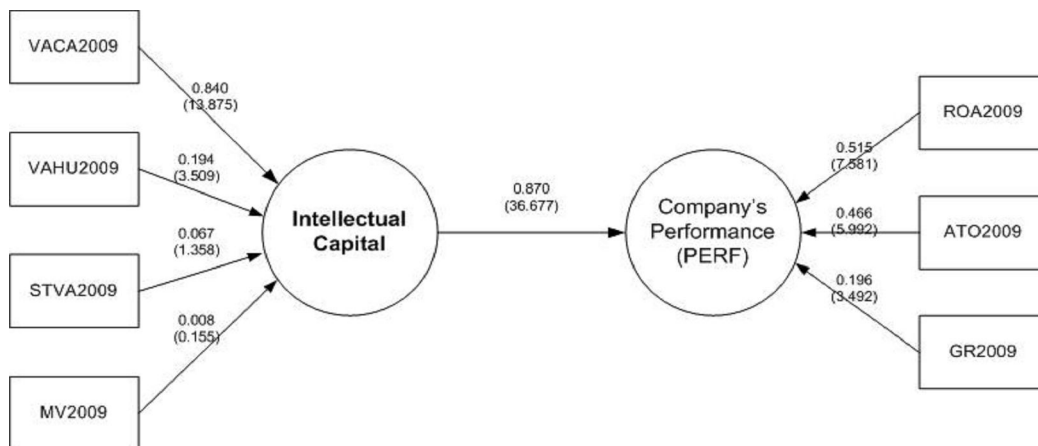 VACA2009
0.840
(13.875)
VAHU2009
0.194
(3.509)
STVA2009
0.067
(1.358)
MV2009
0.008
(0.155)
Intellectual
Capital
0.870
(36.677)
Company's
Performance
(PERF)
0.515
(7.581)
ROA2009
0.466
(5.992)
ATO2009
0.196
(3.492)
GR2009